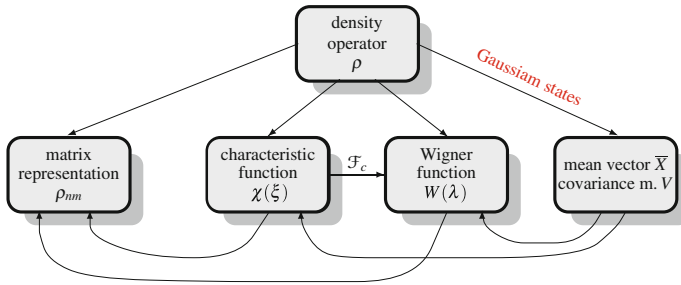 density
operator
ρ
Gaussiam states
matrix
representation
ρnm
characteristic
function
χ(ξ)
ℱc
Wigner
function
W(λ)
mean vector X̅
covariance m. V